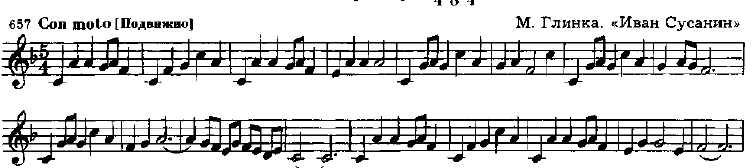 657 Con moto [Подвижно]
М. Глинка. «Иван Сусанин»
5
4